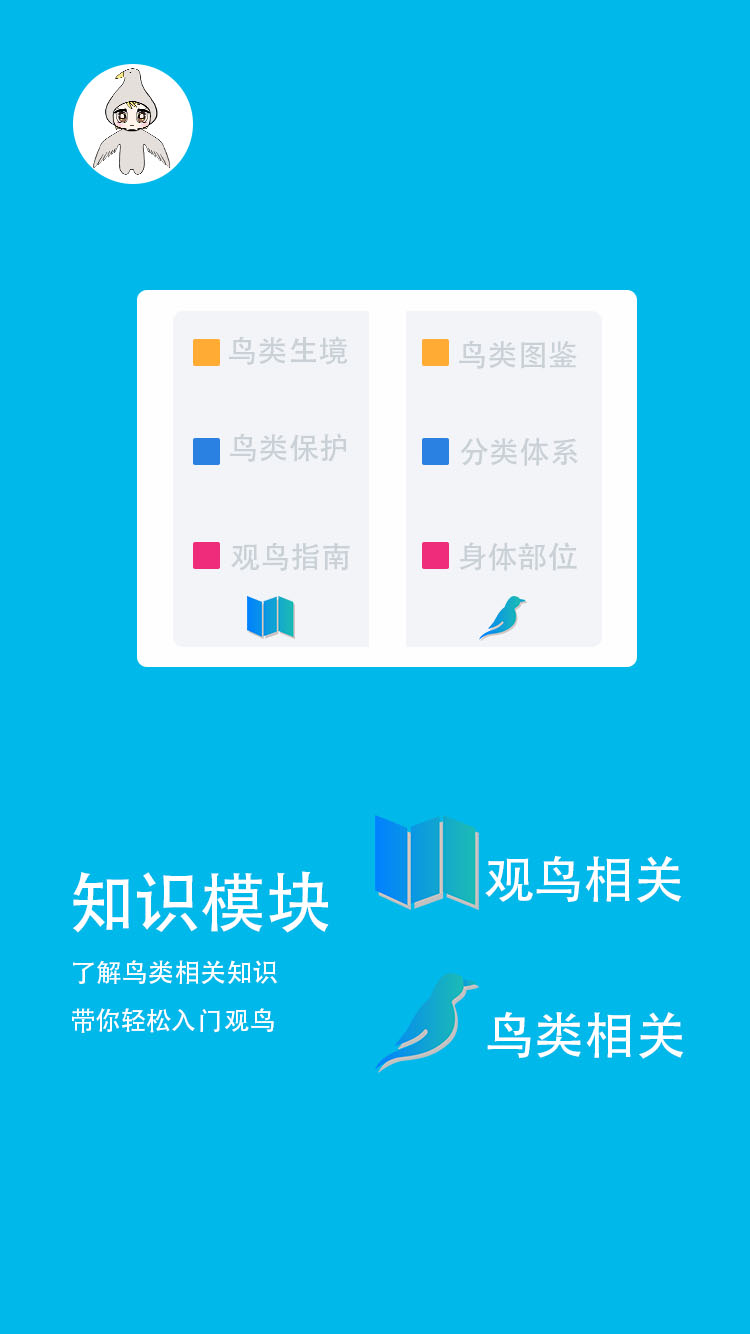 鸟类生境
鸟类图鉴
鸟类保护
分类体系
观鸟指南
身体部位
知识模块
了解鸟类相关知识
带你轻松入门观鸟
观鸟相关
鸟类相关